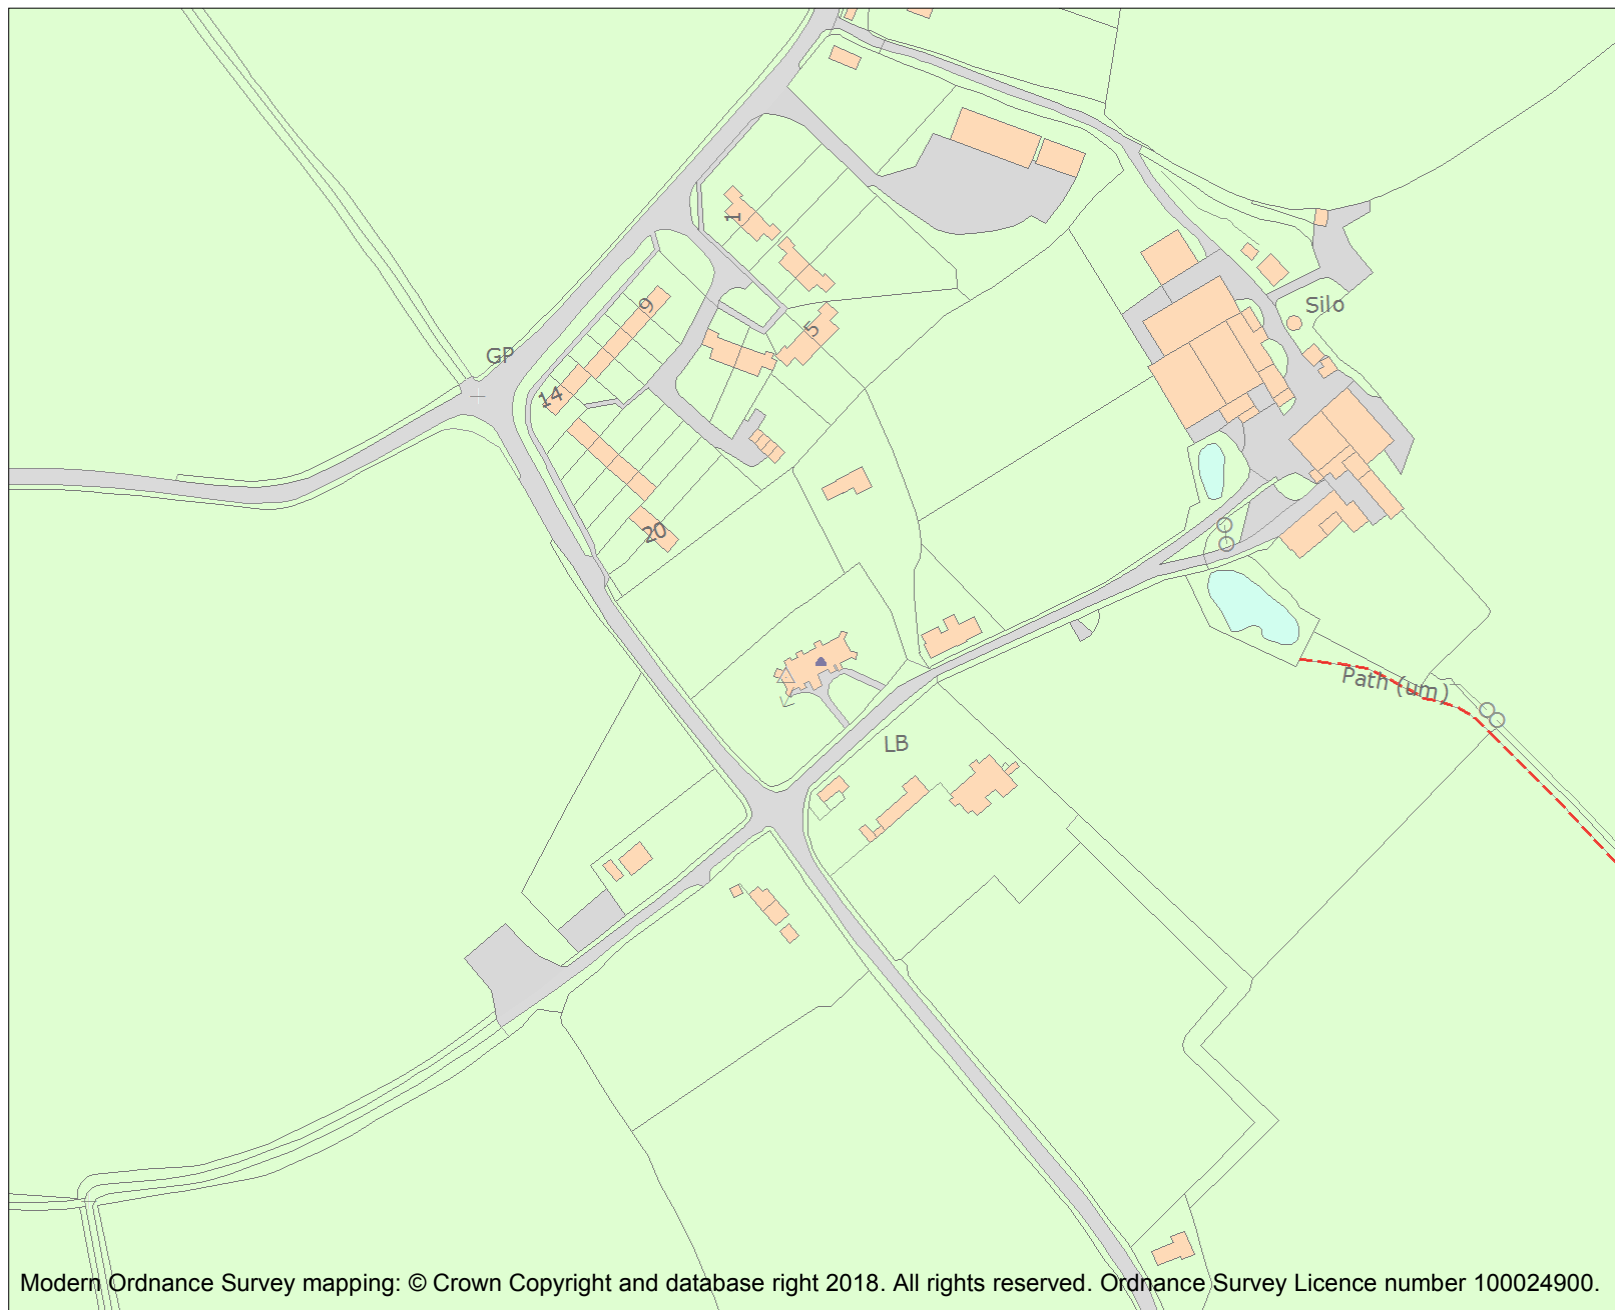 1
9
Silo
5
GP
14
20
Path (um)
LB
Modern Ordnance Survey mapping: © Crown Copyright and database right 2018. All rights reserved. Ordnance Survey Licence number 100024900.